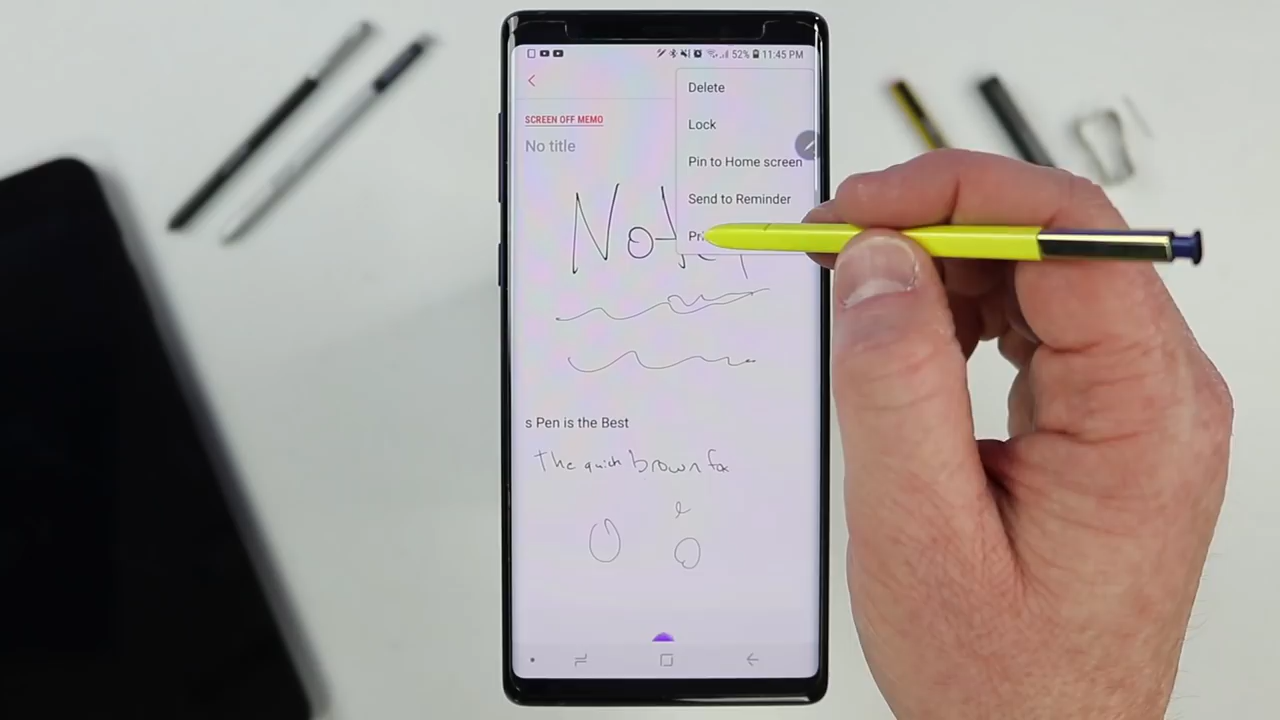 52% 11:45 PM
Delete
SCREEN OFF MEMO
Lock
No title
Pin to Home screen
Send to Reminder
s Pen is the Best
The quick brown fox